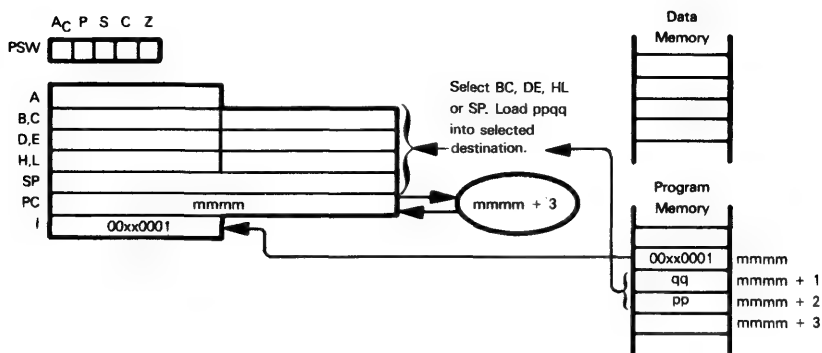 A_C P S C Z
PSW
A
B,C
D,E
H,L
SP
PC mmmm
I 00xx0001
Select BC, DE, HL
or SP. Load ppqq
into selected
destination.
mmmm + 3
Data
Memory
Program
Memory
00xx0001 mmmm
qq mmmm + 1
pp mmmm + 2
mmmm + 3